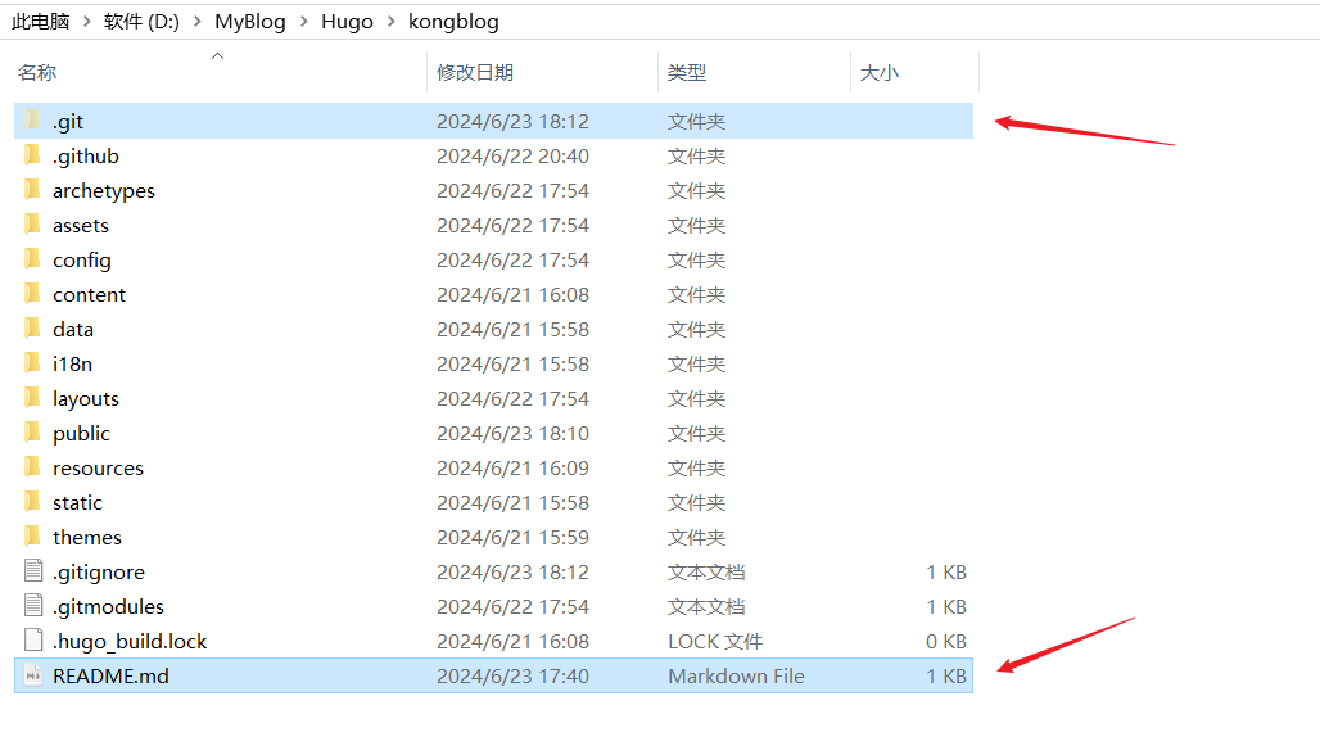 此电脑 > 软件 (D:) > MyBlog > Hugo > kongblog
名称 修改日期 类型 大小
.git 2024/6/23 18:12 文件夹
.github 2024/6/22 20:40 文件夹
archetypes 2024/6/22 17:54 文件夹
assets 2024/6/22 17:54 文件夹
config 2024/6/22 17:54 文件夹
content 2024/6/21 16:08 文件夹
data 2024/6/21 15:58 文件夹
i18n 2024/6/21 15:58 文件夹
layouts 2024/6/22 17:54 文件夹
public 2024/6/23 18:10 文件夹
resources 2024/6/21 16:09 文件夹
static 2024/6/21 15:58 文件夹
themes 2024/6/21 15:59 文件夹
.gitignore 2024/6/23 18:12 文本文档 1 KB
.gitmodules 2024/6/22 17:54 文本文档 1 KB
.hugo_build.lock 2024/6/21 16:08 LOCK 文件 0 KB
README.md 2024/6/23 17:40 Markdown File 1 KB